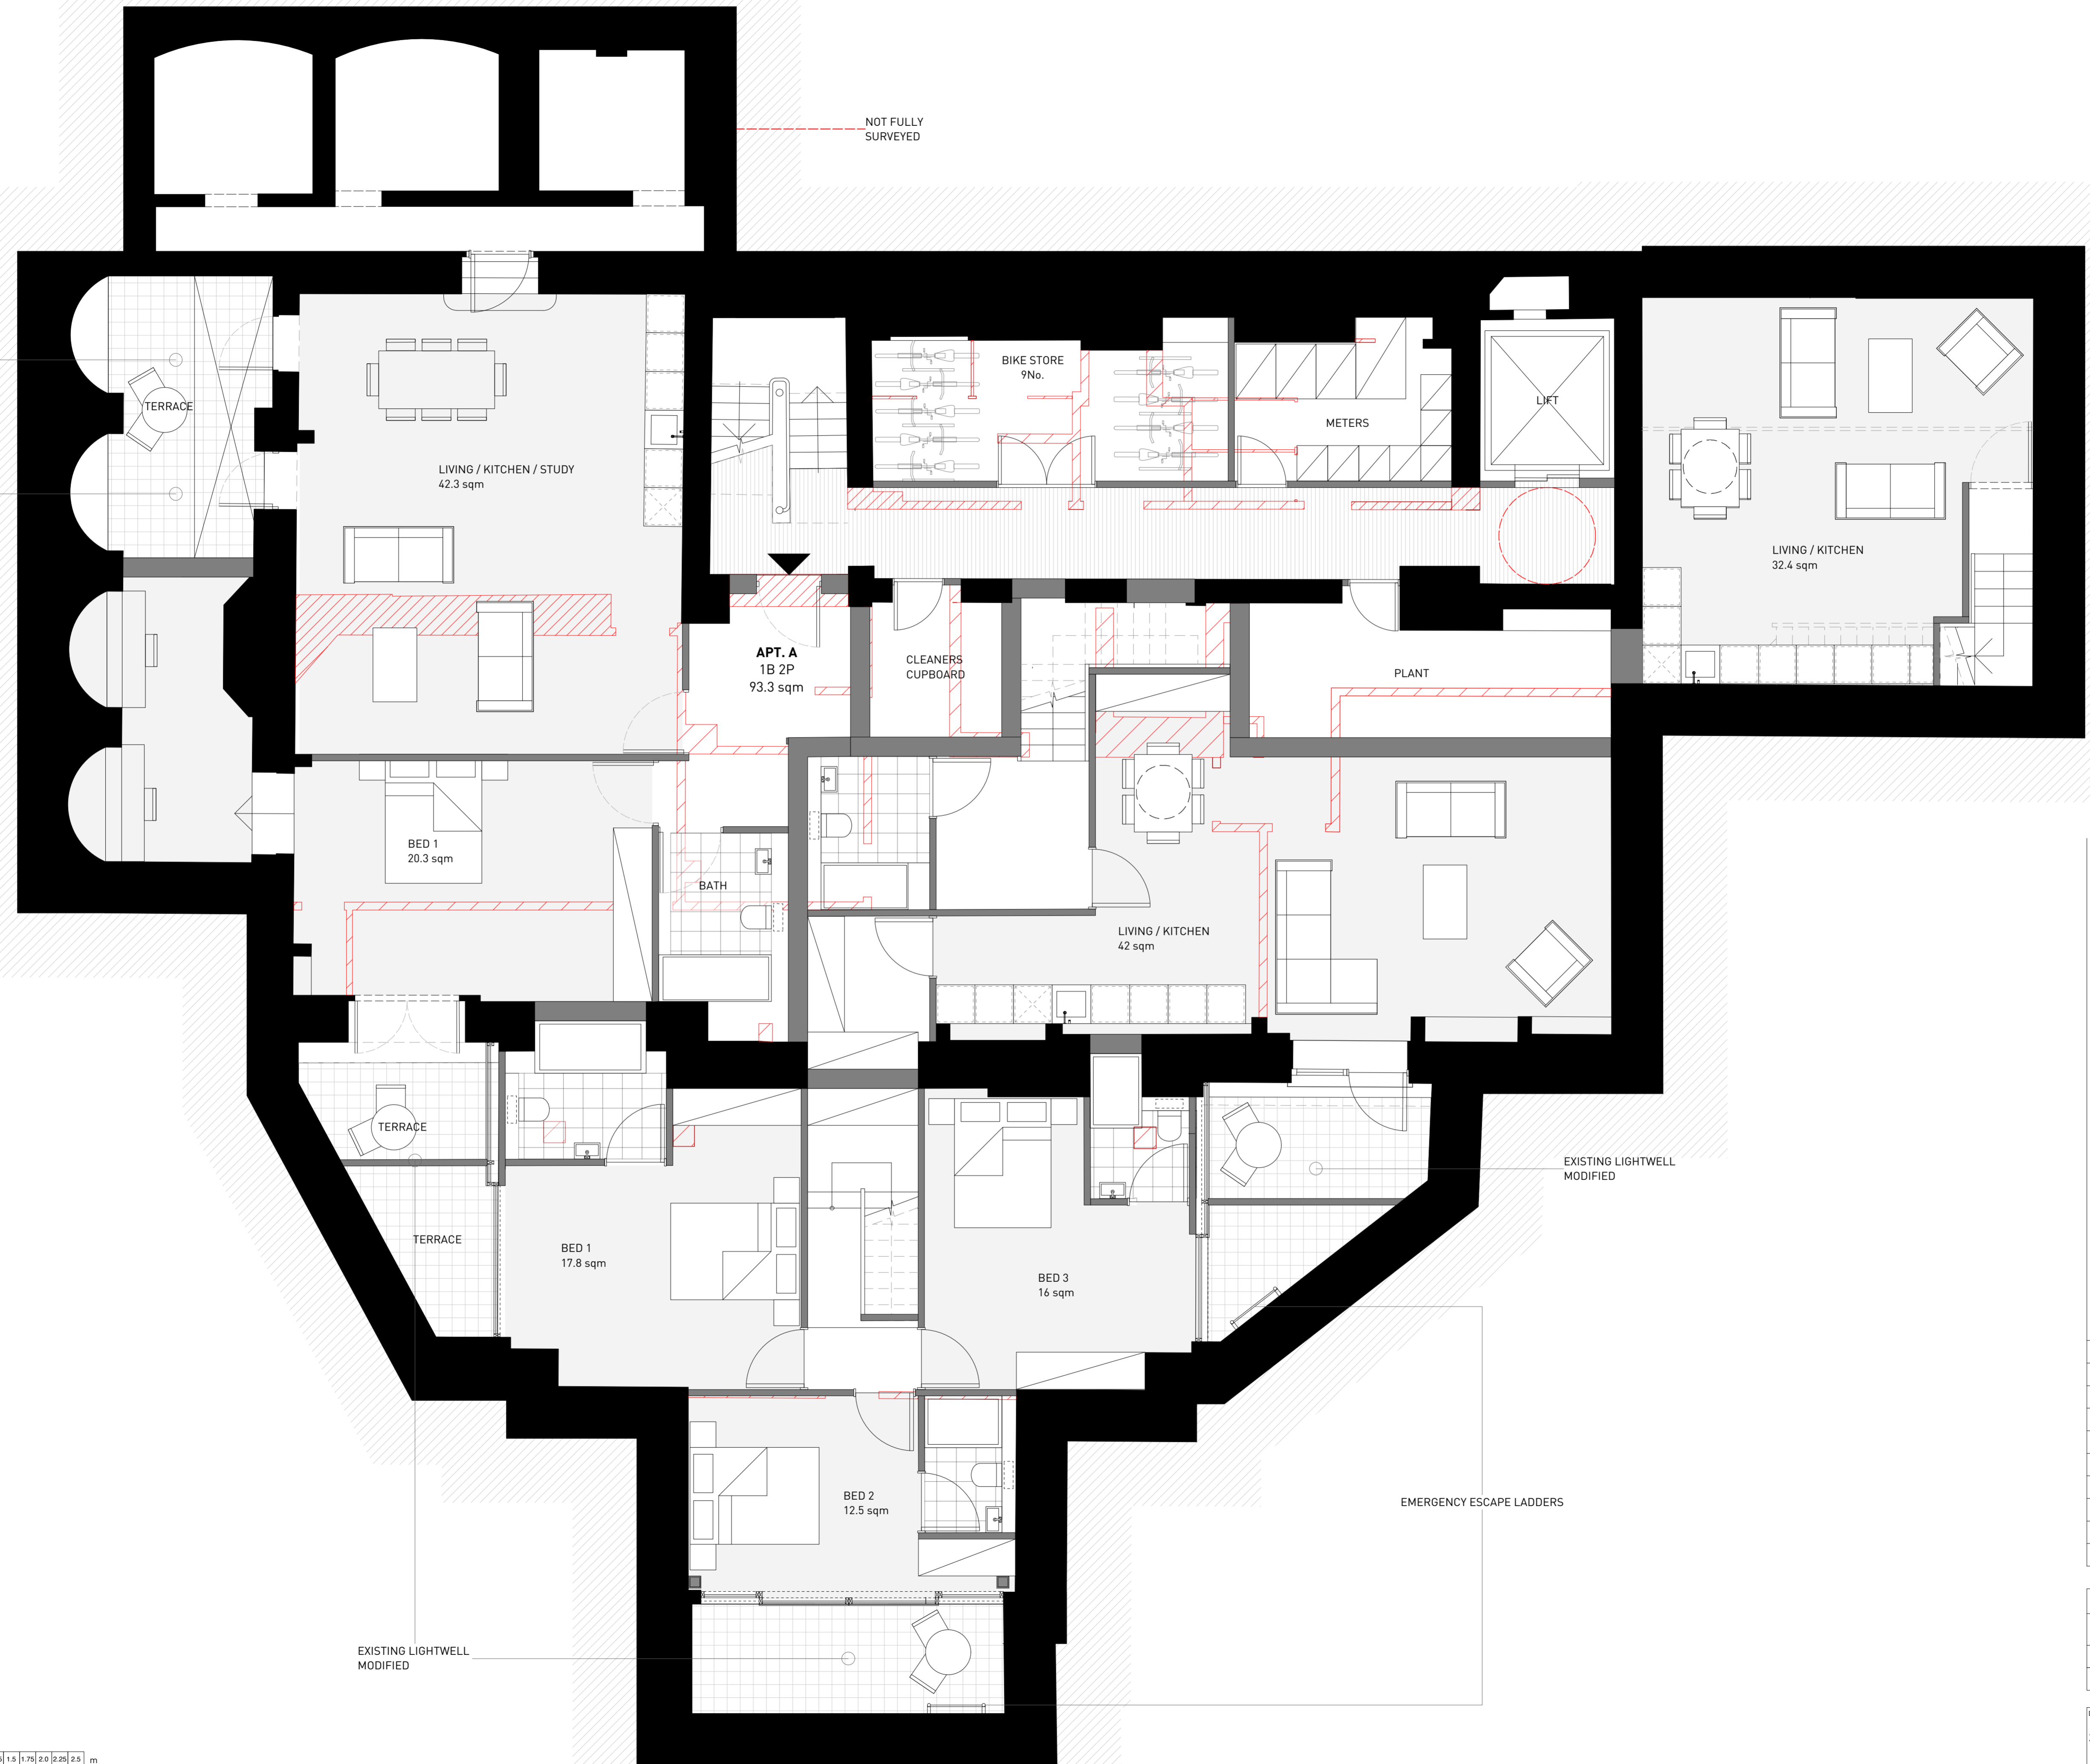 NOT FULLY
SURVEYED
BIKE STORE
9No.
METERS
LIFT
TERRACE
LIVING / KITCHEN / STUDY
42.3 sqm
LIVING / KITCHEN
32.4 sqm
APT. A
1B 2P
93.3 sqm
CLEANERS
CUPBOARD
PLANT
BED 1
20.3 sqm
BATH
LIVING / KITCHEN
42 sqm
TERRACE
EXISTING LIGHTWELL
MODIFIED
TERRACE
BED 1
17.8 sqm
BED 3
16 sqm
BED 2
12.5 sqm
EMERGENCY ESCAPE LADDERS
EXISTING LIGHTWELL
MODIFIED
1.5 1.75 2.0 2.25 2.5 m